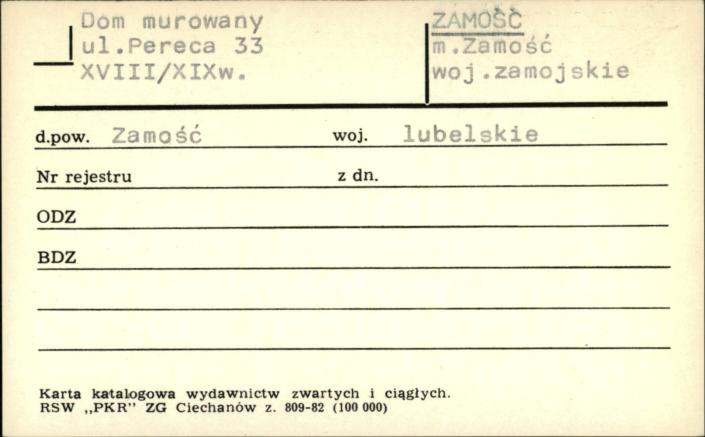 Dom murowany
ul.Pereca 33
XVIII/XIXw.
ZAMOŚĆ
m.Zamość
woj.zamojskie
d.pow. Zamość woj. lubelskie
Nr rejestru z dn.
ODZ
BDZ
Karta katalogowa wydawnictw zwartych i ciągłych.
RSW „PKR” ZG Ciechanów z. 809-82 (100 000)